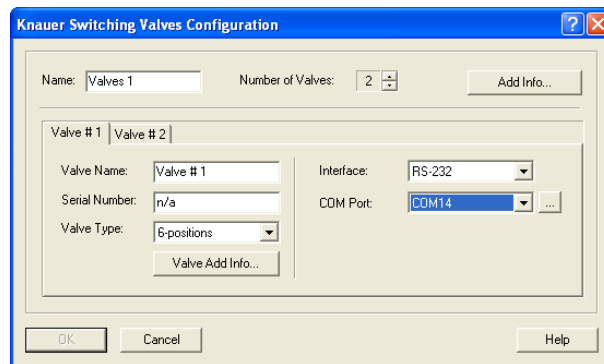 Knauer Switching Valves Configuration
Name: Valves 1 Number of Valves: 2 Add Info...
Valve # 1 Valve # 2
Valve Name: Valve # 1 Interface: RS-232
Serial Number: n/a COM Port: COM14 ...
Valve Type: 6-positions
Valve Add Info...
OK Cancel Help